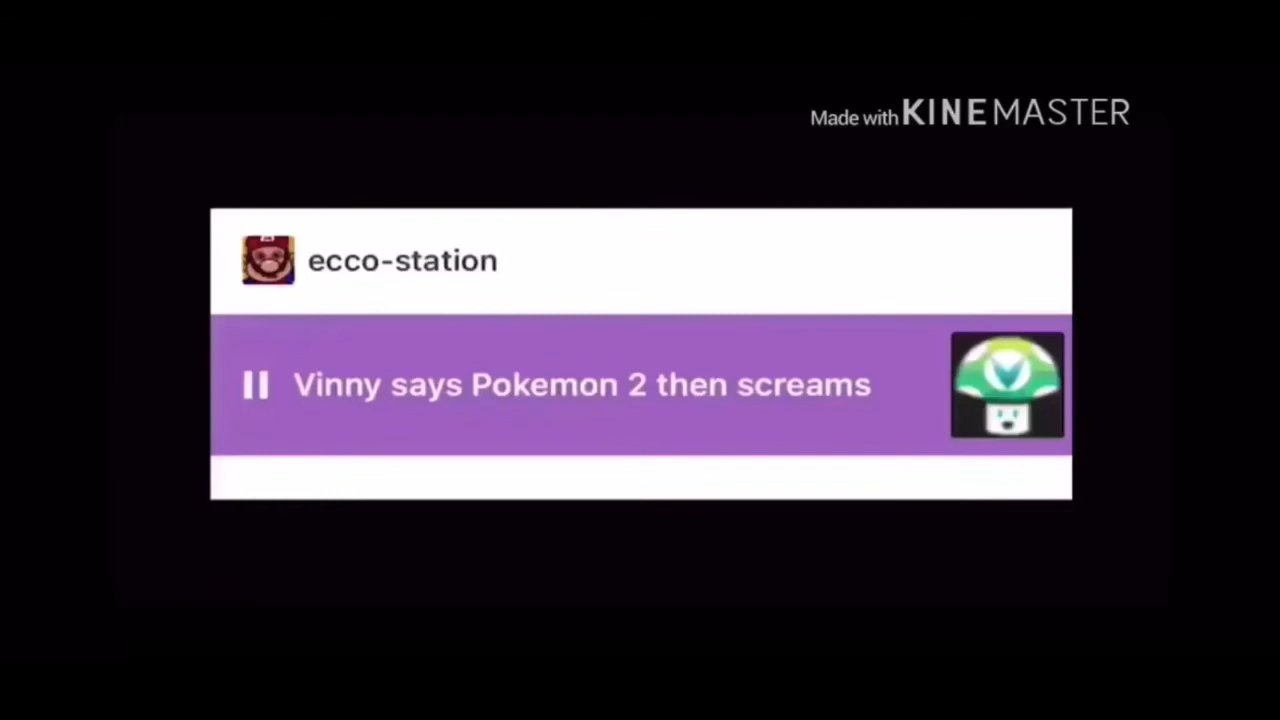 Made with KINEMASTER
ecco-station
Vinny says Pokemon 2 then screams